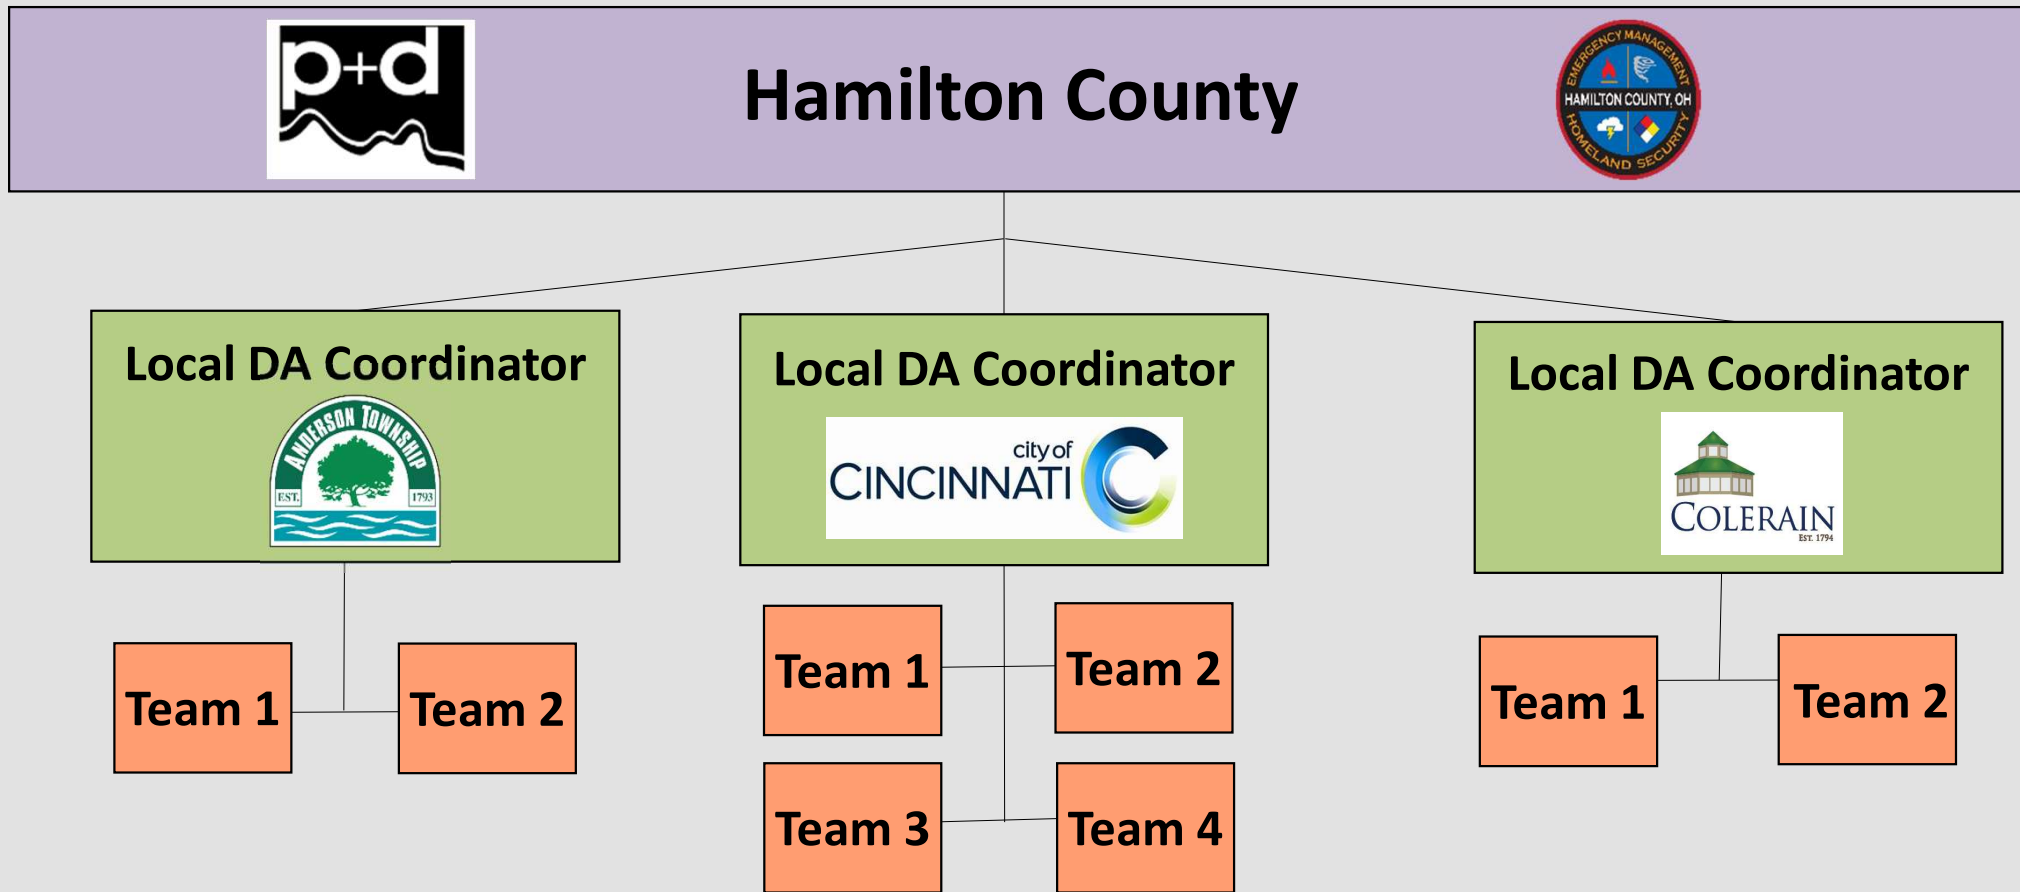 p+d
Hamilton County
EMERGENCY MANAGEMENT
HAMILTON COUNTY, OH
HOMELAND SECURITY
Local DA Coordinator
ANDERSON TOWNSHIP
EST. 1793
Team 1
Team 2
Local DA Coordinator
city of
CINCINNATI
Team 1
Team 2
Team 3
Team 4
Local DA Coordinator
COLERAIN
EST. 1794
Team 1
Team 2